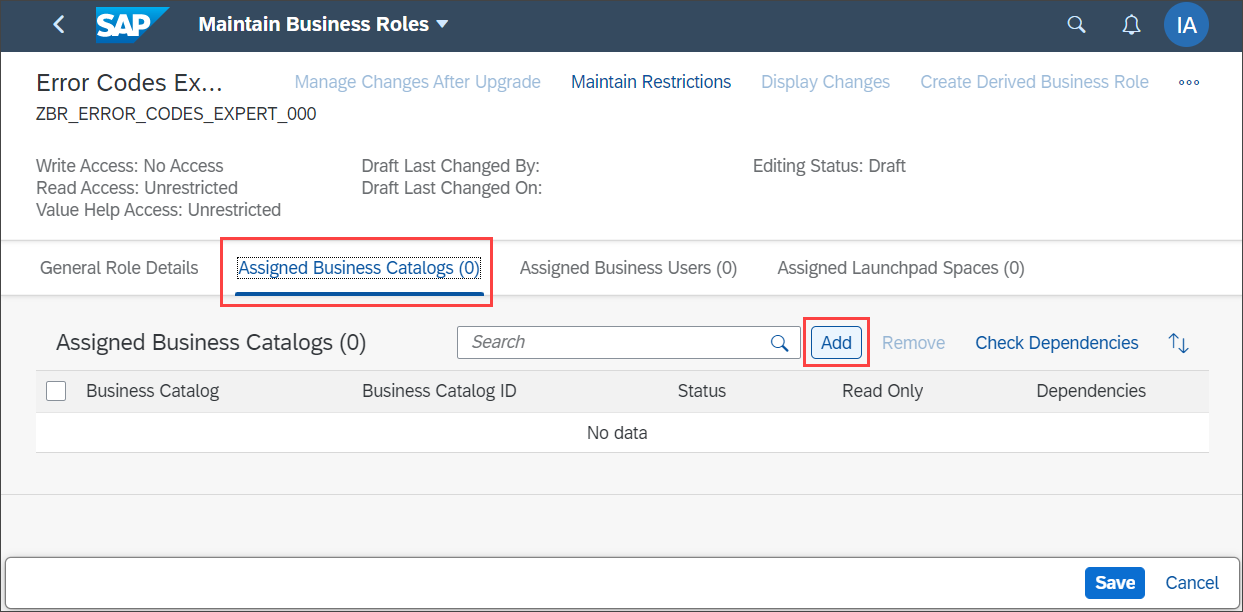 SAP Maintain Business Roles IA
Error Codes Ex... Manage Changes After Upgrade Maintain Restrictions Display Changes Create Derived Business Role
ZBR_ERROR_CODES_EXPERT_000
Write Access: No Access Draft Last Changed By: Editing Status: Draft
Read Access: Unrestricted Draft Last Changed On:
Value Help Access: Unrestricted
General Role Details Assigned Business Catalogs (0) Assigned Business Users (0) Assigned Launchpad Spaces (0)
Assigned Business Catalogs (0) Search Add Remove Check Dependencies
Business Catalog Business Catalog ID Status Read Only Dependencies
No data
Save Cancel